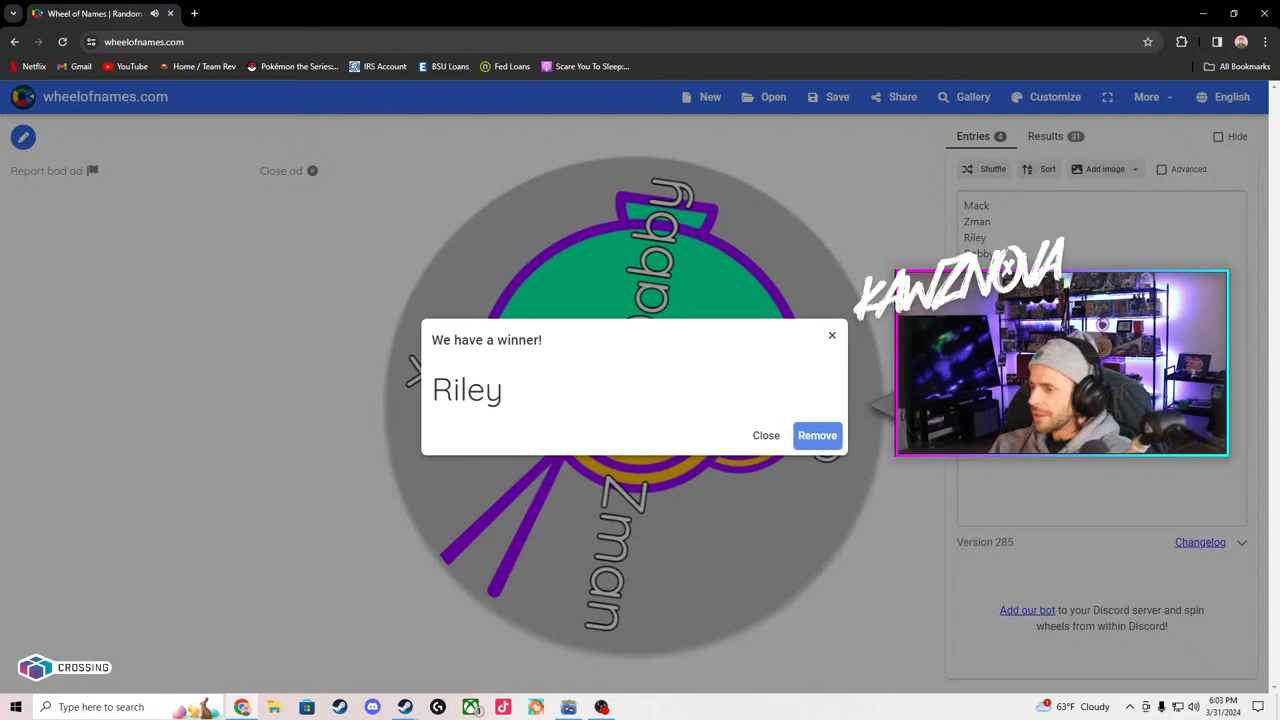 Wheel of Names | Random
wheelofnames.com
Netflix Gmail YouTube Home / Team Rev Pokémon the Series:... IRS Account BSU Loans Fed Loans Scare You To Sleep:... All Bookmarks
wheelofnames.com New Open Save Share Gallery Customize More English
Entries 4 Results 31 Hide
Report bad ad Close ad
Shuffle Sort Add image Advanced
Mack
Zman
Riley
Dabby
KAWZNOVA
We have a winner!
Riley
Close Remove
Zman
Version 285 Changelog
Add our bot to your Discord server and spin
wheels from within Discord!
CROSSING
Type here to search
63°F Cloudy
6:03 PM
3/31/2024